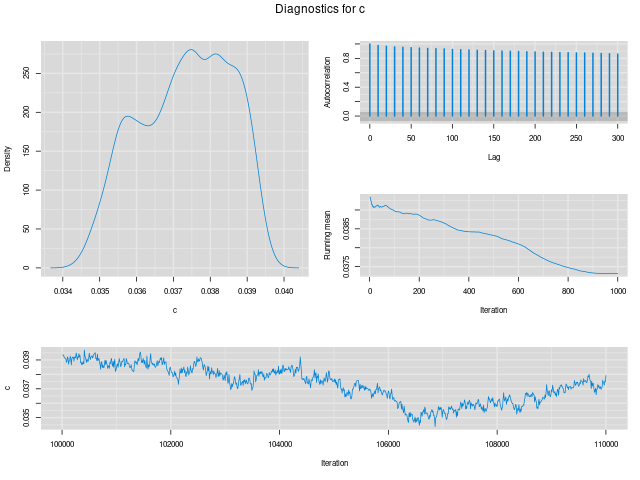 Diagnostics for c
Density
0 50 100 150 200 250
0.034 0.035 0.036 0.037 0.038 0.039 0.040
c
Autocorrelation
0.0 0.4 0.8
0 50 100 150 200 250 300
Lag
Running mean
0.0375 0.0385
0 200 400 600 800 1000
Iteration
c
0.035 0.037 0.039
100000 102000 104000 106000 108000 110000
Iteration